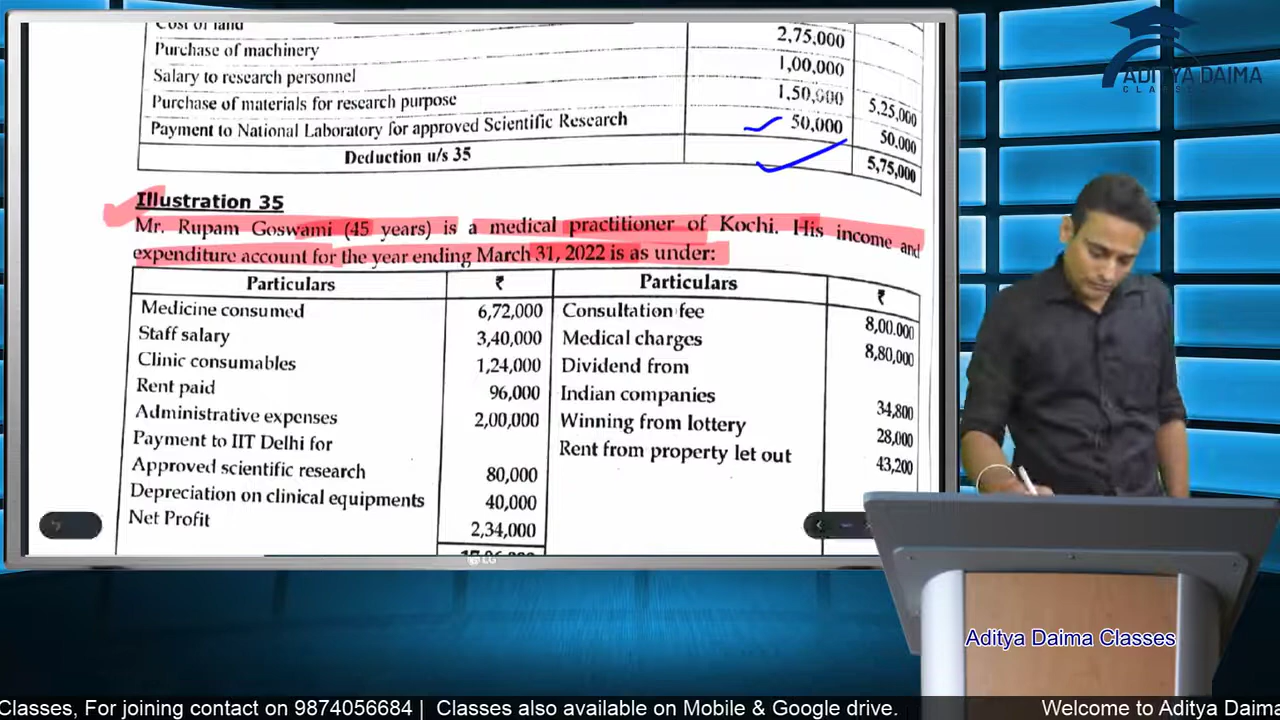 Cost of land
2,75,000
Purchase of machinery
1,00,000
Salary to research personnel
1,50,000 5,25,000
Purchase of materials for research purpose
50,000 50,000
Payment to National Laboratory for approved Scientific Research
Deduction u/s 35 5,75,000
ADITYA DAIMA
CLASSES
Illustration 35
Mr. Rupam Goswami (45 years) is a medical practitioner of Kochi. His income and
expenditure account for the year ending March 31, 2022 is as under:
Particulars ₹ Particulars ₹
Medicine consumed 6,72,000 Consultation fee 8,00,000
Staff salary 3,40,000 Medical charges 8,80,000
Clinic consumables 1,24,000 Dividend from
Rent paid 96,000 Indian companies 34,800
Administrative expenses 2,00,000 Winning from lottery 28,000
Payment to IIT Delhi for Rent from property let out 43,200
Approved scientific research 80,000
Depreciation on clinical equipments 40,000
Net Profit 2,34,000
LG
Aditya Daima Classes
Classes, For joining contact on 9874056684 | Classes also available on Mobile & Google drive. Welcome to Aditya Daima